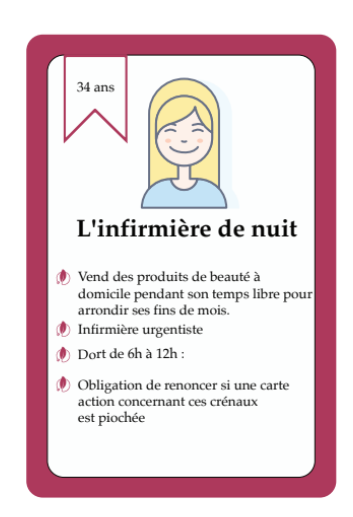 34 ans
L'infirmière de nuit
Vend des produits de beauté à
domicile pendant son temps libre pour
arrondir ses fins de mois.
Infirmière urgentiste
Dort de 6h à 12h :
Obligation de renoncer si une carte
action concernant ces crénaux
est piochée